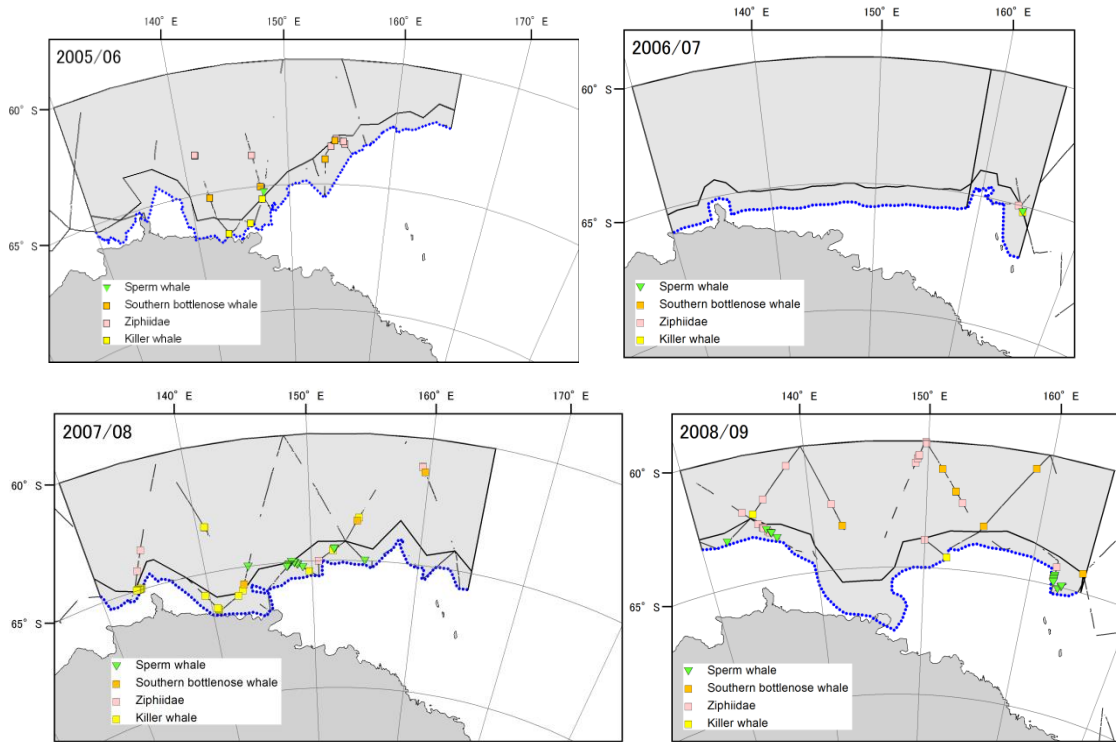 140° E 150° E 160° E 170° E
2005/06
60° S
65° S
Sperm whale
Southern bottlenose whale
Ziphiidae
Killer whale
140° E 150° E 160° E
2006/07
60° S
65° S
Sperm whale
Southern bottlenose whale
Ziphiidae
Killer whale
140° E 150° E 160° E 170° E
2007/08
60° S
65° S
Sperm whale
Southern bottlenose whale
Ziphiidae
Killer whale
140° E 150° E 160° E
2008/09
60° S
65° S
Sperm whale
Southern bottlenose whale
Ziphiidae
Killer whale